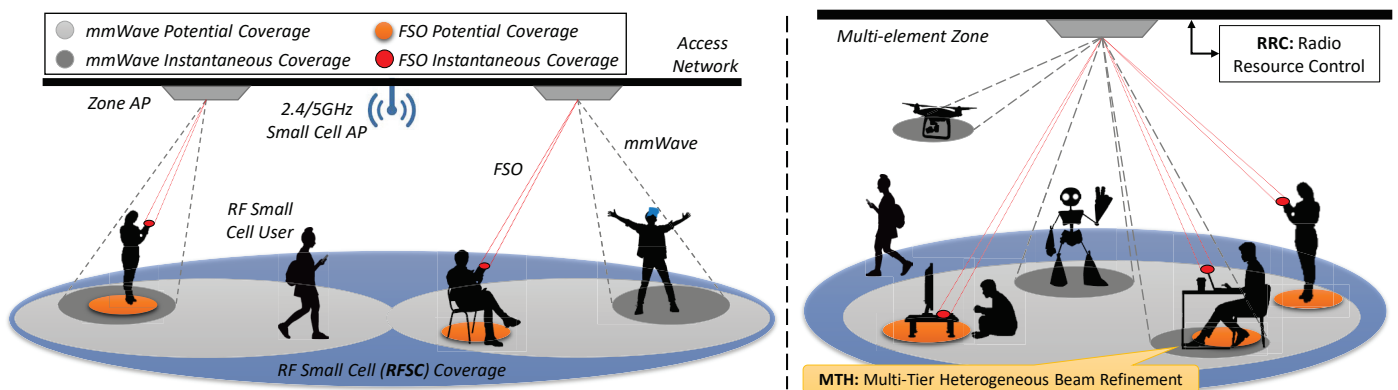 mmWave Potential Coverage
FSO Potential Coverage
mmWave Instantaneous Coverage
FSO Instantaneous Coverage
Access
Network
Zone AP
2.4/5GHz
Small Cell AP
mmWave
FSO
RF Small
Cell User
RF Small Cell (RFSC) Coverage
Multi-element Zone
RRC: Radio
Resource Control
MTH: Multi-Tier Heterogeneous Beam Refinement